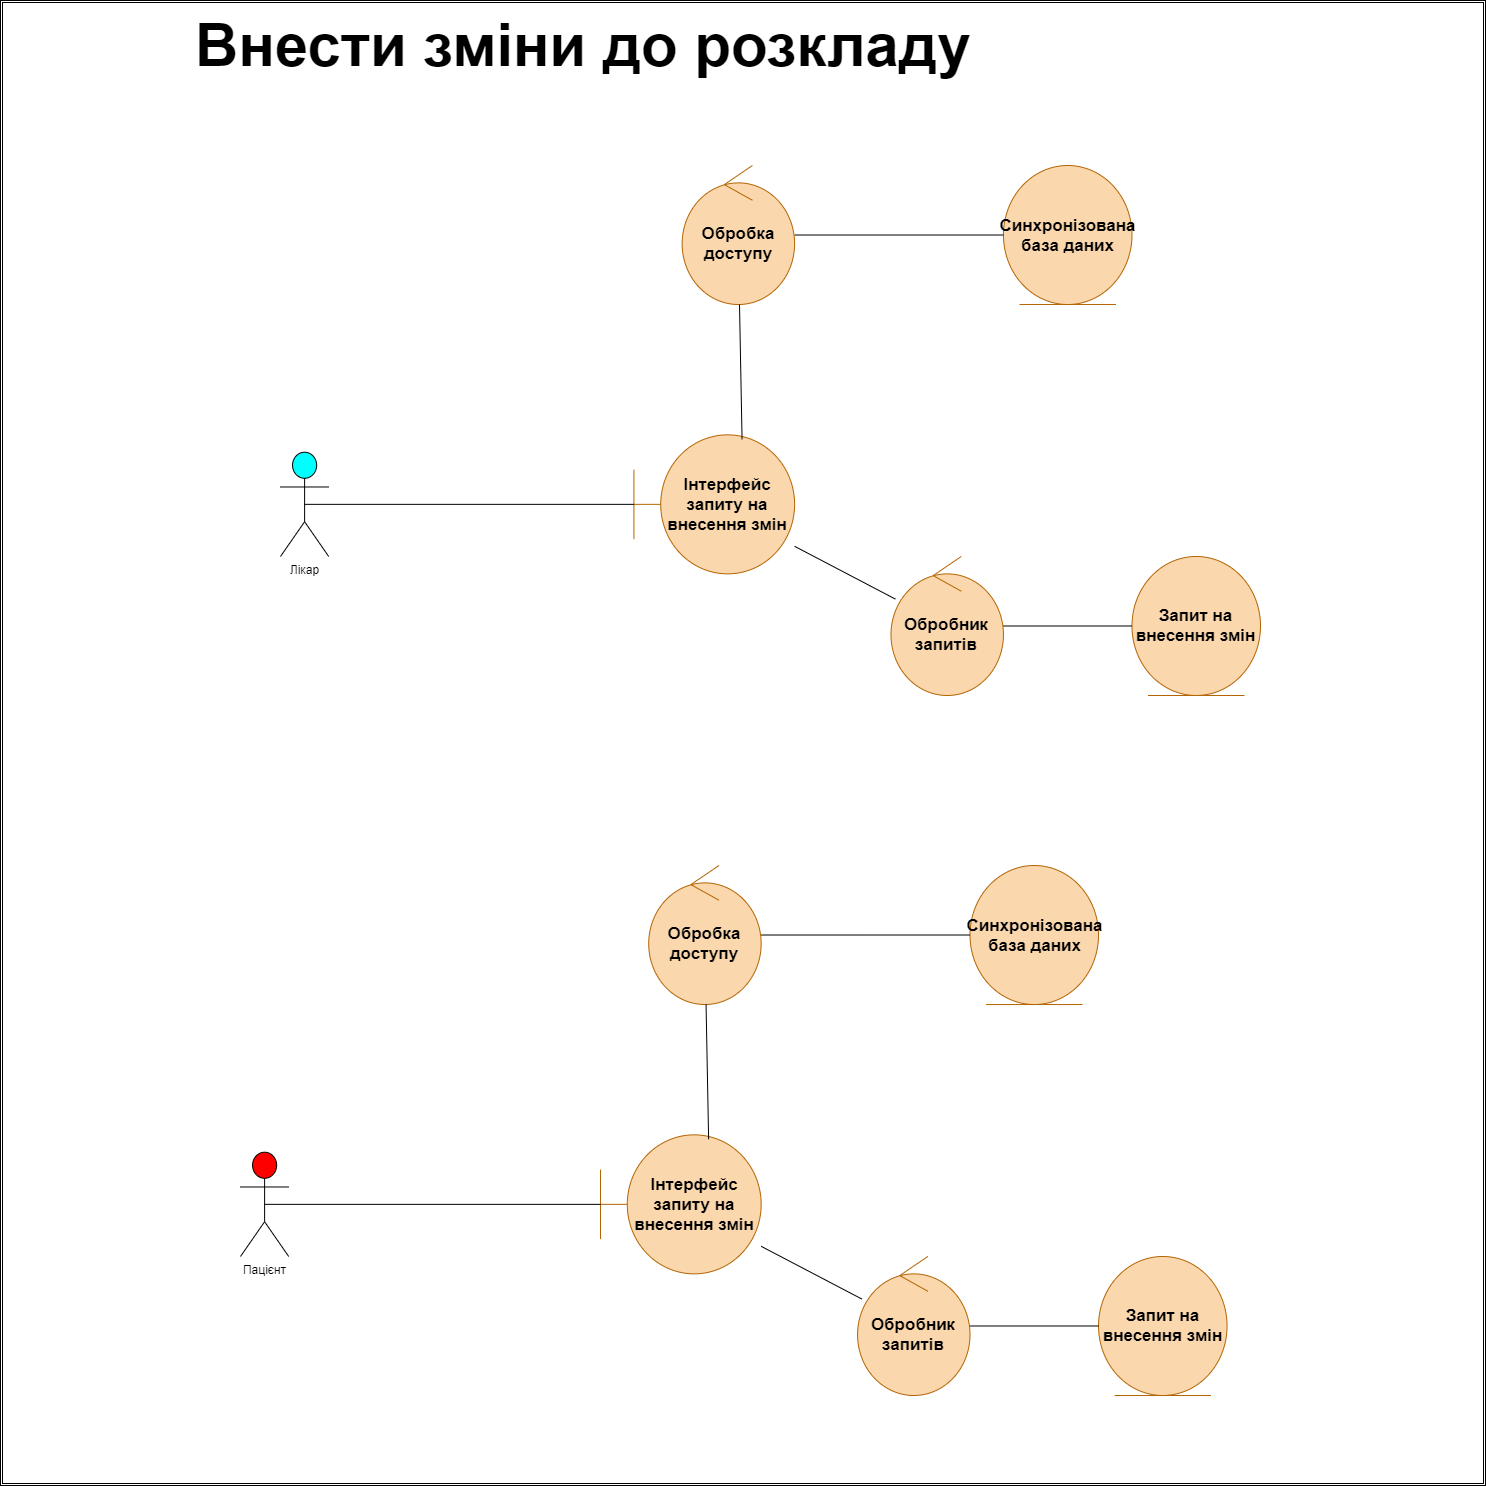 Внести зміни до розкладу
Обробка
доступу
Синхронізована
база даних
Інтерфейс
запиту на
внесення змін
Лікар
Обробник
запитів
Запит на
внесення змін
Обробка
доступу
Синхронізована
база даних
Інтерфейс
запиту на
внесення змін
Пацієнт
Обробник
запитів
Запит на
внесення змін